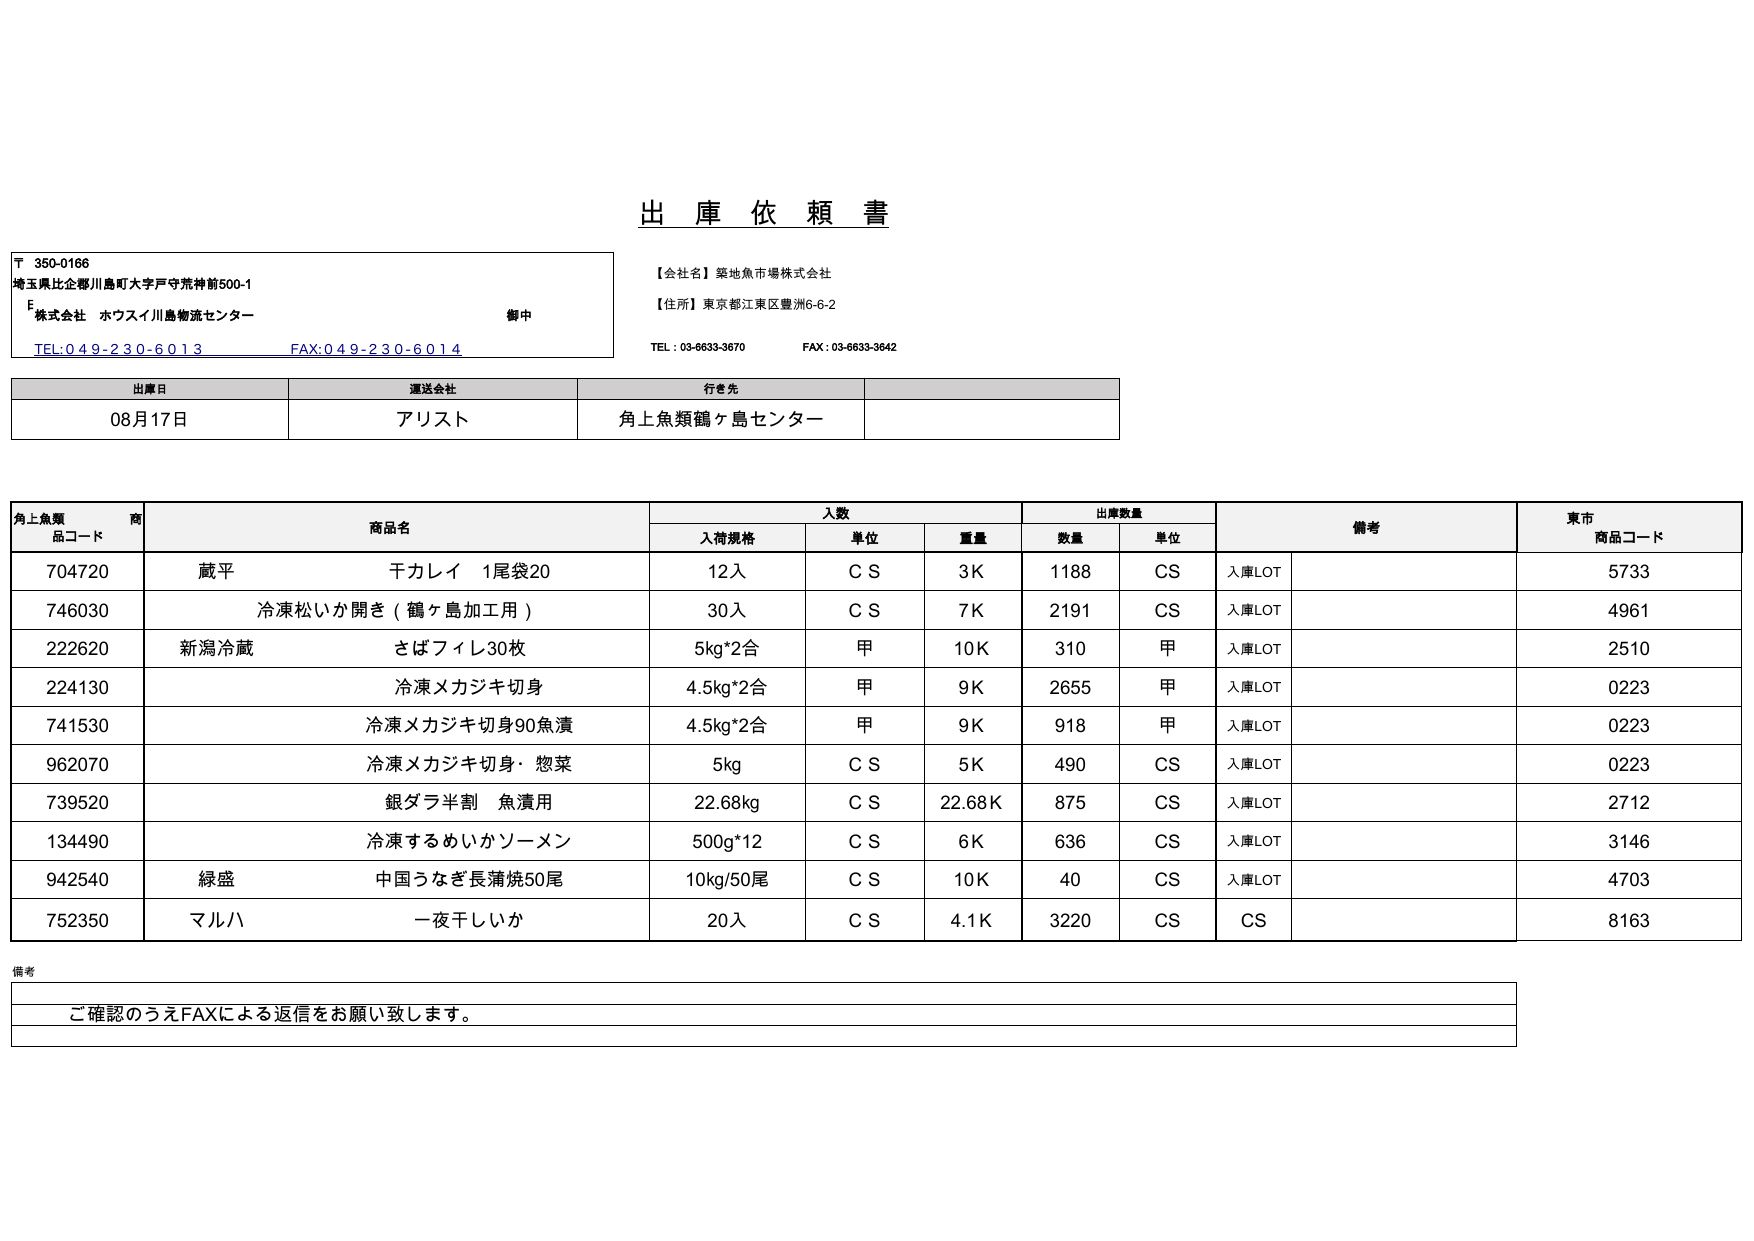 出　庫　依　頼　書
〒 350-0166
埼玉県比企郡川島町大字戸守荒神前500-1
株式会社　ホウスイ川島物流センター 御中
TEL:０４９-２３０-６０１３ FAX:０４９-２３０-６０１４
【会社名】築地魚市場株式会社
【住所】東京都江東区豊洲6-6-2
TEL : 03-6633-3670 FAX : 03-6633-3642
出庫日 運送会社 行き先
08月17日 アリスト 角上魚類鶴ヶ島センター
角上魚類 商品コード 商品名 入数 出庫数量 備考 東市 商品コード
入荷規格 単位 重量 数量 単位
704720 蔵平 干カレイ　1尾袋20 12入 ＣＳ 3Ｋ 1188 CS 入庫LOT 5733
746030 冷凍松いか開き ( 鶴ヶ島加工用 ) 30入 ＣＳ 7Ｋ 2191 CS 入庫LOT 4961
222620 新潟冷蔵 さばフィレ30枚 5kg*2合 甲 10Ｋ 310 甲 入庫LOT 2510
224130 冷凍メカジキ切身 4.5kg*2合 甲 9Ｋ 2655 甲 入庫LOT 0223
741530 冷凍メカジキ切身90魚漬 4.5kg*2合 甲 9Ｋ 918 甲 入庫LOT 0223
962070 冷凍メカジキ切身･ 惣菜 5kg ＣＳ 5Ｋ 490 CS 入庫LOT 0223
739520 銀ダラ半割　魚漬用 22.68kg ＣＳ 22.68Ｋ 875 CS 入庫LOT 2712
134490 冷凍するめいかソーメン 500g*12 ＣＳ 6Ｋ 636 CS 入庫LOT 3146
942540 緑盛 中国うなぎ長蒲焼50尾 10kg/50尾 ＣＳ 10Ｋ 40 CS 入庫LOT 4703
752350 マルハ 一夜干しいか 20入 ＣＳ 4.1Ｋ 3220 CS CS 8163
備考
ご確認のうえFAXによる返信をお願い致します。